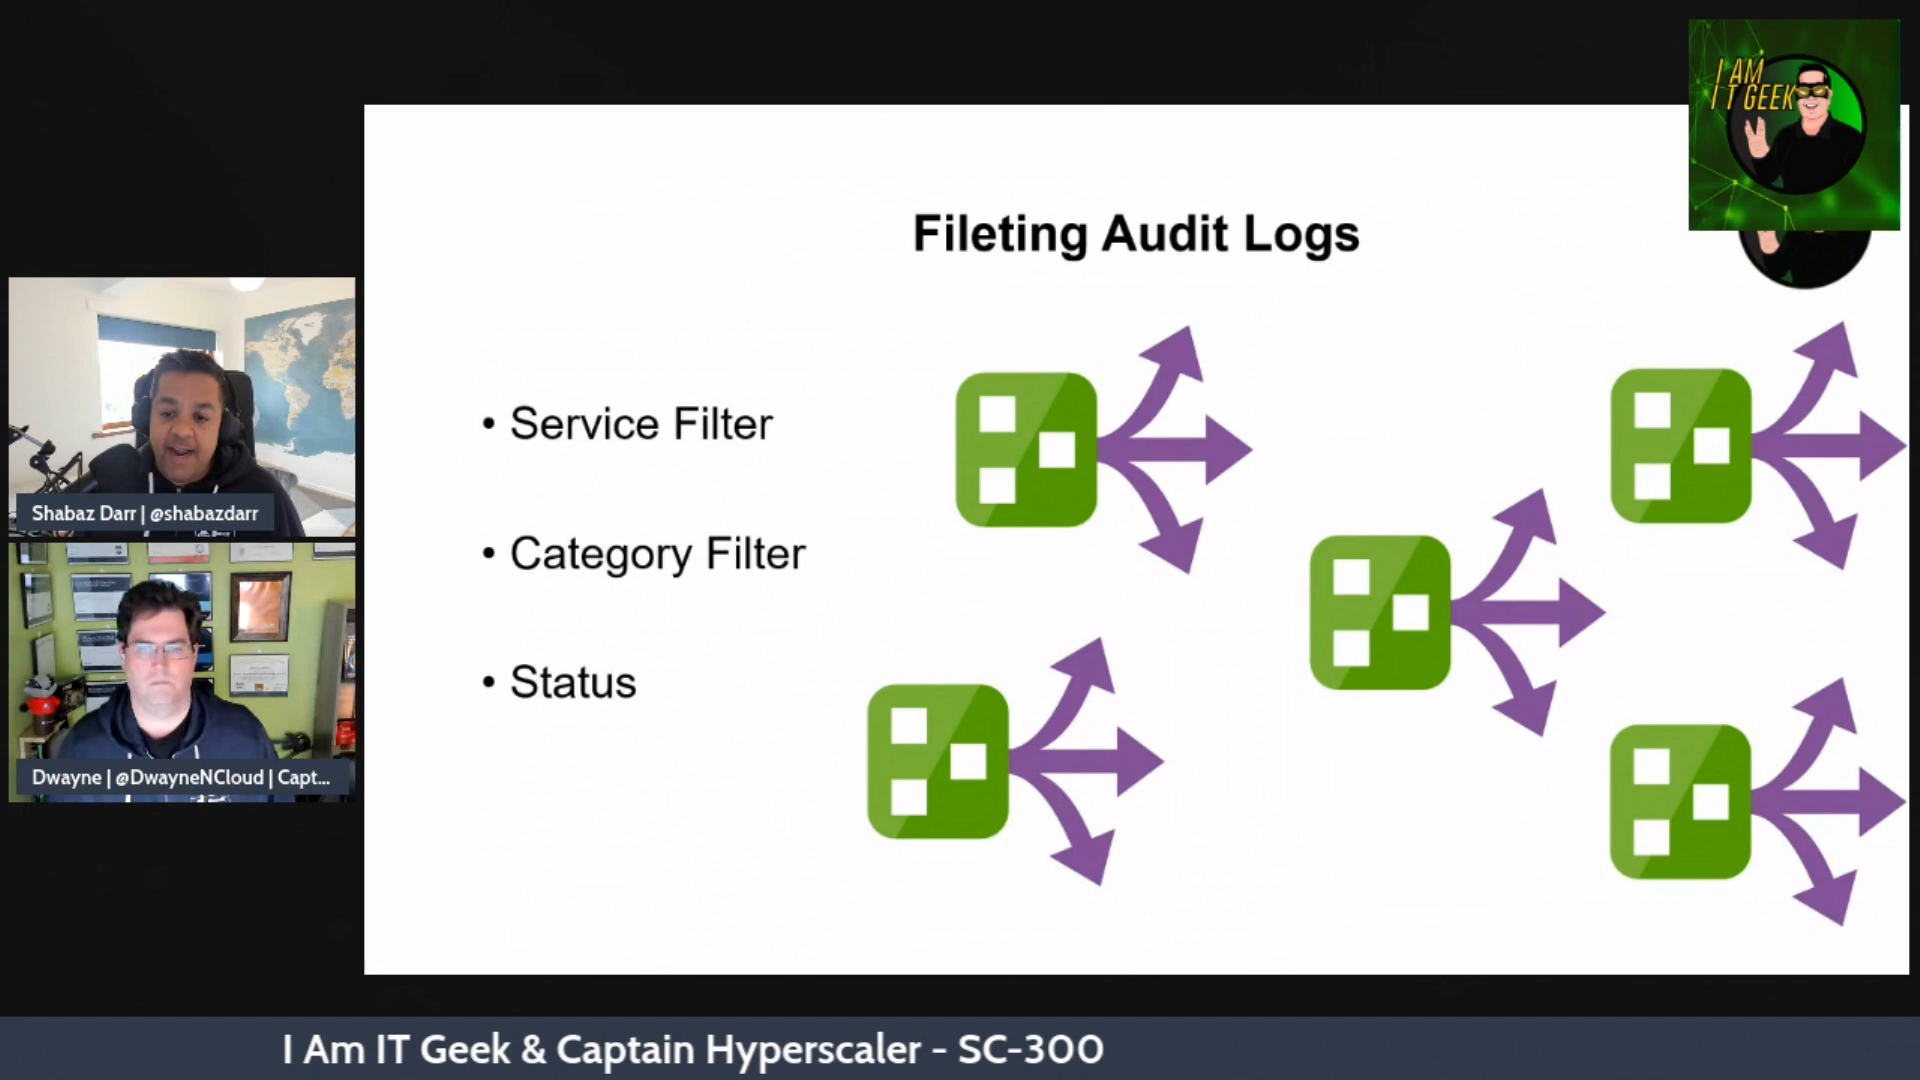 I AM
IT GEEK
Fileting Audit Logs
• Service Filter
• Category Filter
• Status
Shabaz Darr | @shabazdarr
Dwayne | @DwayneNCloud | Capt...
I Am IT Geek & Captain Hyperscaler - SC-300